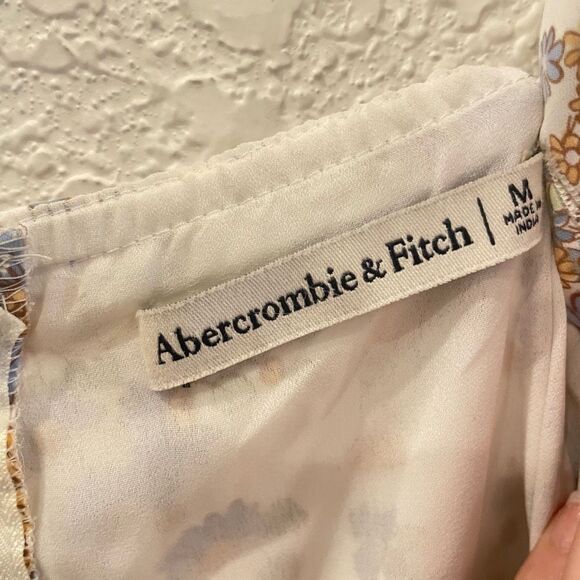 Abercrombie & Fitch | M
MADE IN
INDIA